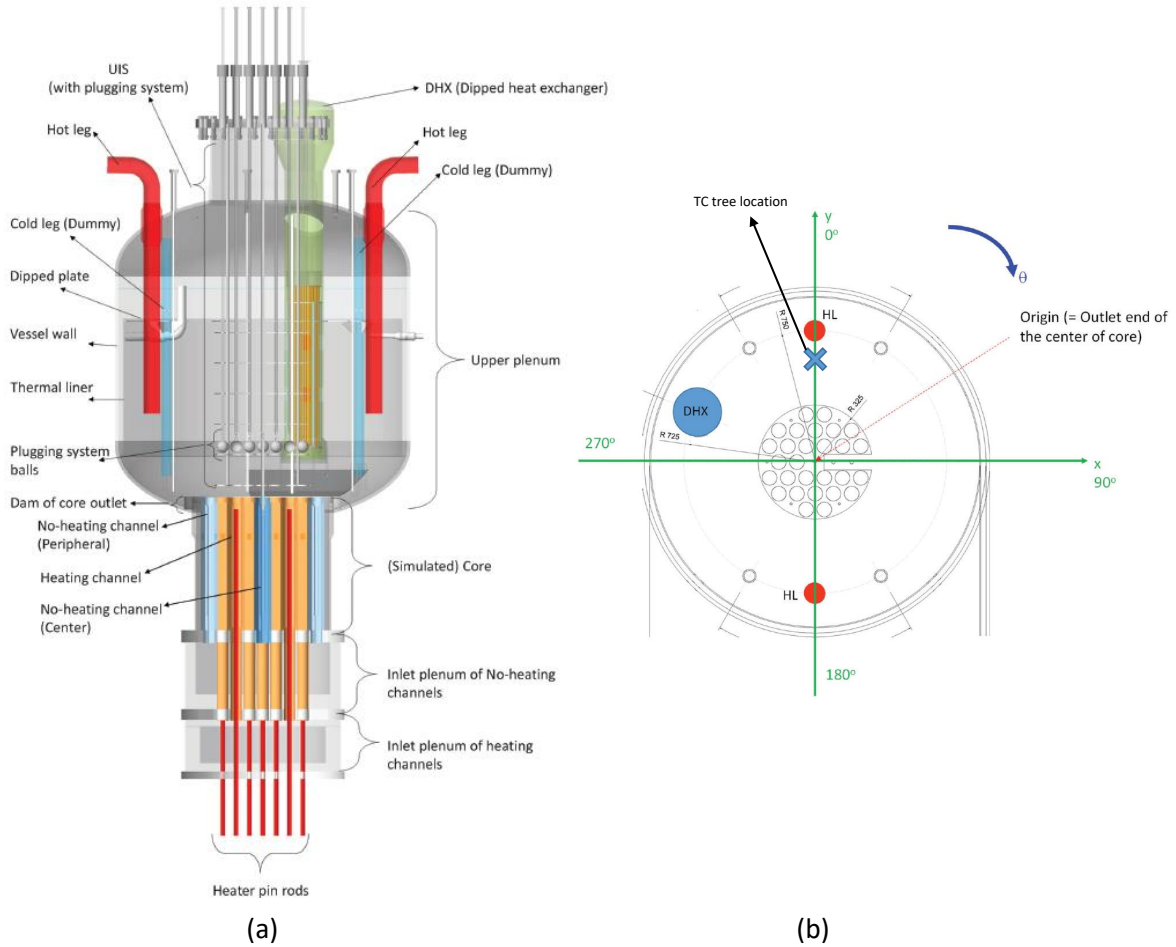 UIS
(with plugging system)
DHX (Dipped heat exchanger)
Hot leg
Hot leg
Cold leg (Dummy)
Cold leg (Dummy)
Dipped plate
Vessel wall
Thermal liner
Upper plenum
Plugging system
balls
Dam of core outlet
No-heating channel
(Peripheral)
Heating channel
No-heating channel
(Center)
(Simulated) Core
Inlet plenum of No-heating
channels
Inlet plenum of heating
channels
Heater pin rods
(a)
TC tree location
y
0°
θ
HL
Origin (= Outlet end of
the center of core)
R 750
DHX
R 325
R 725
270°
x
90°
HL
180°
(b)